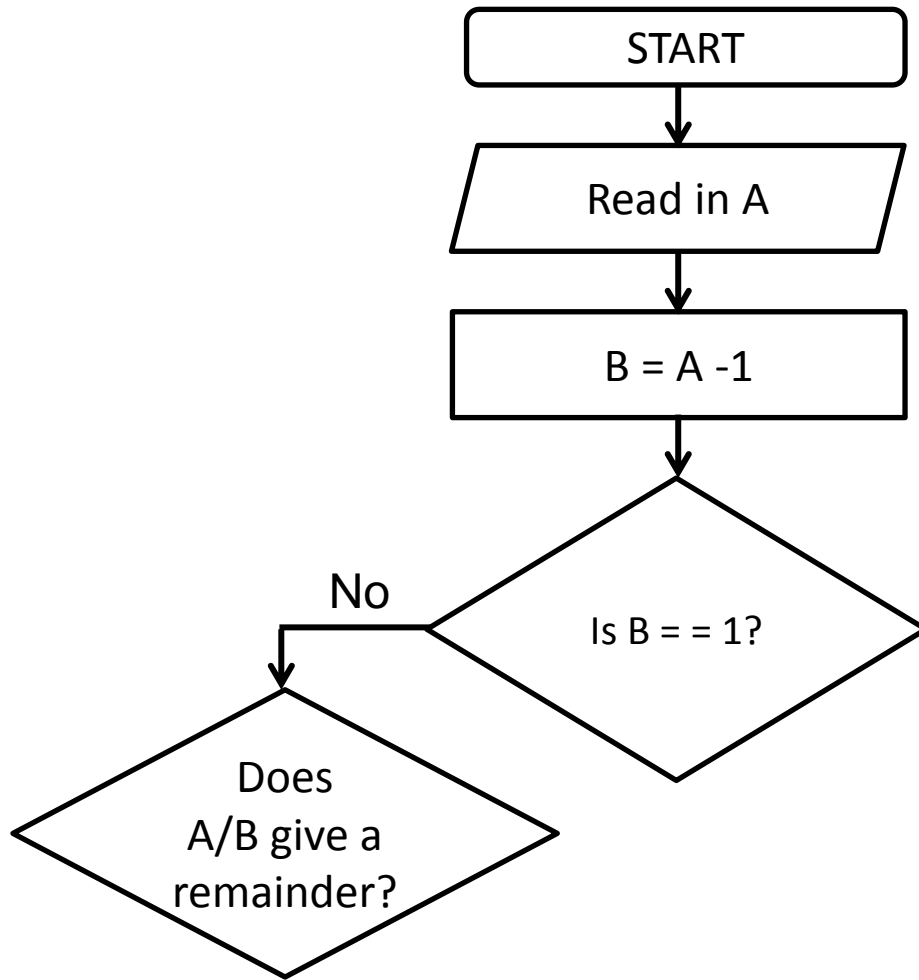 START
Read in A
B = A -1
Is B = = 1?
No
Does
A/B give a
remainder?